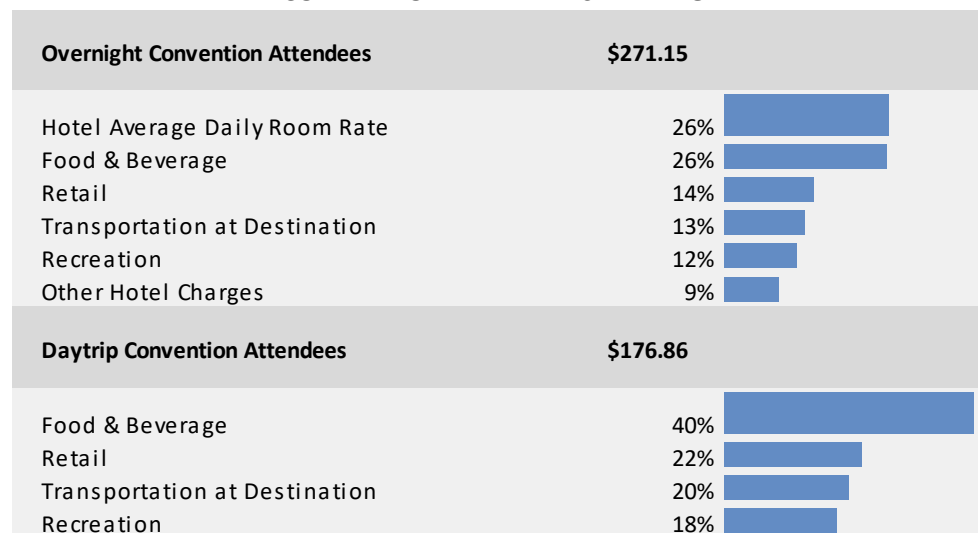 Overnight Convention Attendees $271.15
Hotel Average Daily Room Rate 26%
Food & Beverage 26%
Retail 14%
Transportation at Destination 13%
Recreation 12%
Other Hotel Charges 9%
Daytrip Convention Attendees $176.86
Food & Beverage 40%
Retail 22%
Transportation at Destination 20%
Recreation 18%